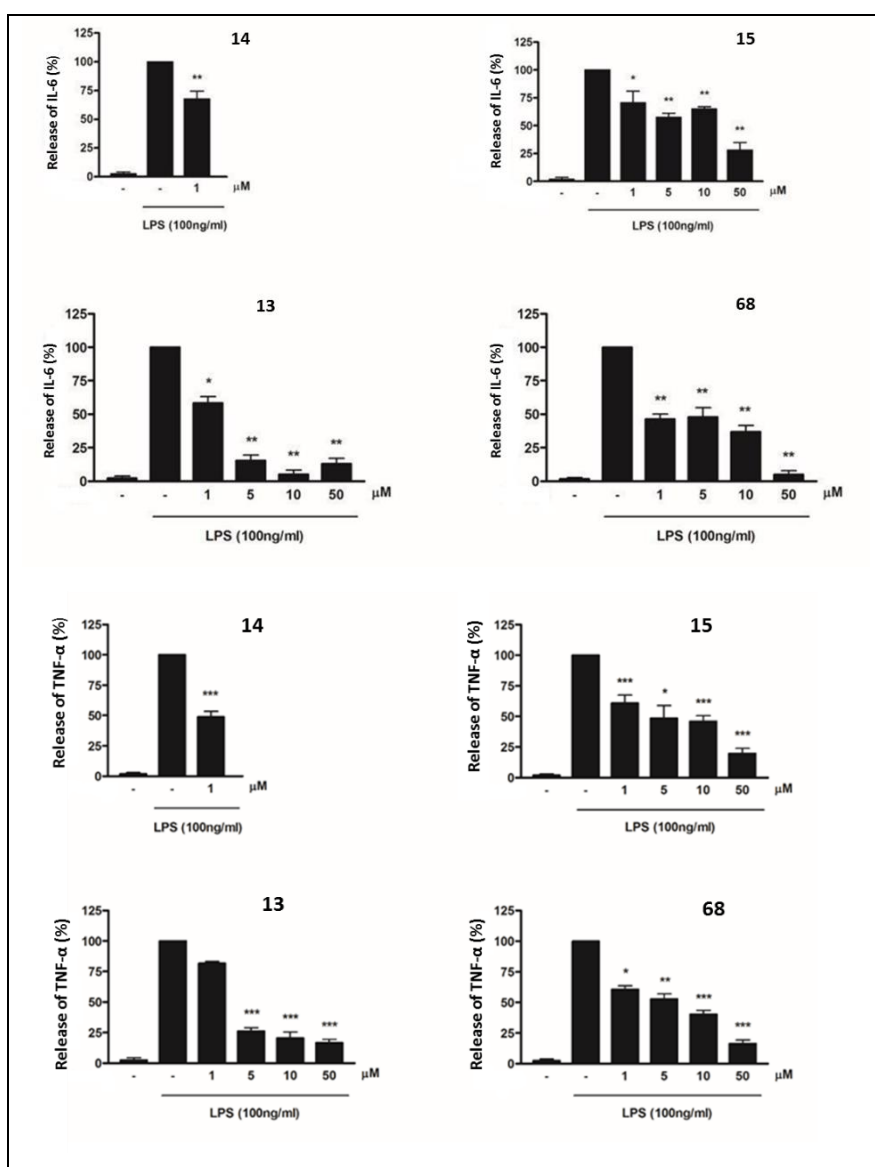 14
Release of IL-6 (%)
125
100
75
50
25
0
**
- - 1 μM
LPS (100ng/ml)
15
Release of IL-6 (%)
125
100
75
50
25
0
* ** ** **
- - 1 5 10 50 μM
LPS (100ng/ml)
13
Release of IL-6 (%)
125
100
75
50
25
0
* ** ** **
- - 1 5 10 50 μM
LPS (100ng/ml)
68
Release of IL-6 (%)
125
100
75
50
25
0
** ** ** **
- - 1 5 10 50 μM
LPS (100ng/ml)
14
Release of TNF-α (%)
125
100
75
50
25
0
***
- - 1 μM
LPS (100ng/ml)
15
Release of TNF-α (%)
125
100
75
50
25
0
*** * *** ***
- - 1 5 10 50 μM
LPS (100ng/ml)
13
Release of TNF-α (%)
125
100
75
50
25
0
*** *** ***
- - 1 5 10 50 μM
LPS (100ng/ml)
68
Release of TNF-α (%)
125
100
75
50
25
0
* ** *** ***
- - 1 5 10 50 μM
LPS (100ng/ml)